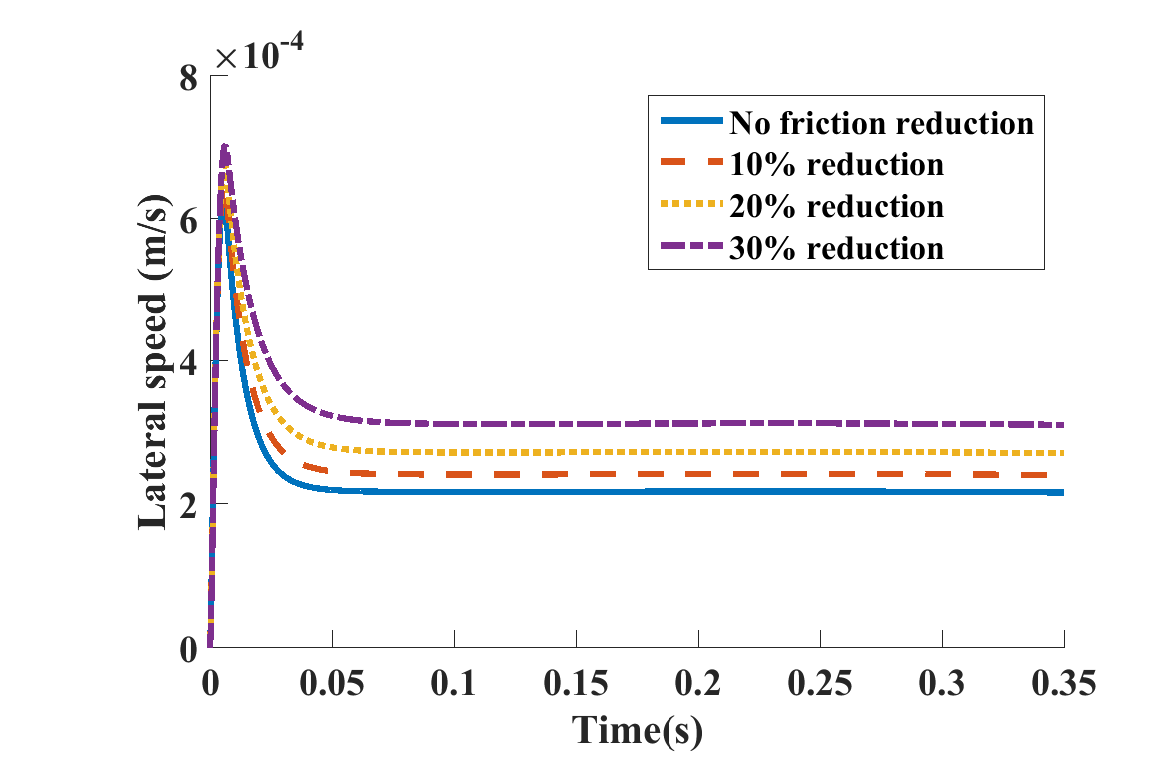 ×10-4
8
6
4
2
0
Lateral speed (m/s)
No friction reduction
10% reduction
20% reduction
30% reduction
0 0.05 0.1 0.15 0.2 0.25 0.3 0.35
Time(s)